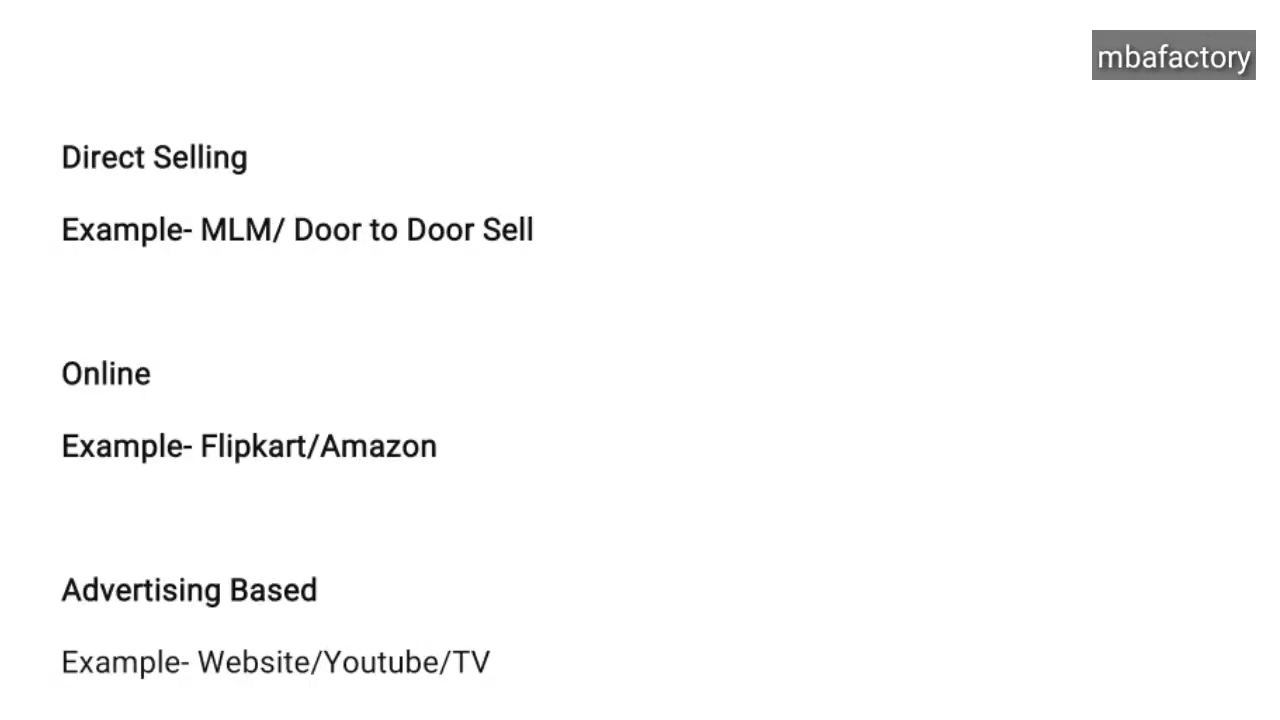 mbafactory
Direct Selling
Example- MLM/ Door to Door Sell
Online
Example- Flipkart/Amazon
Advertising Based
Example- Website/Youtube/TV